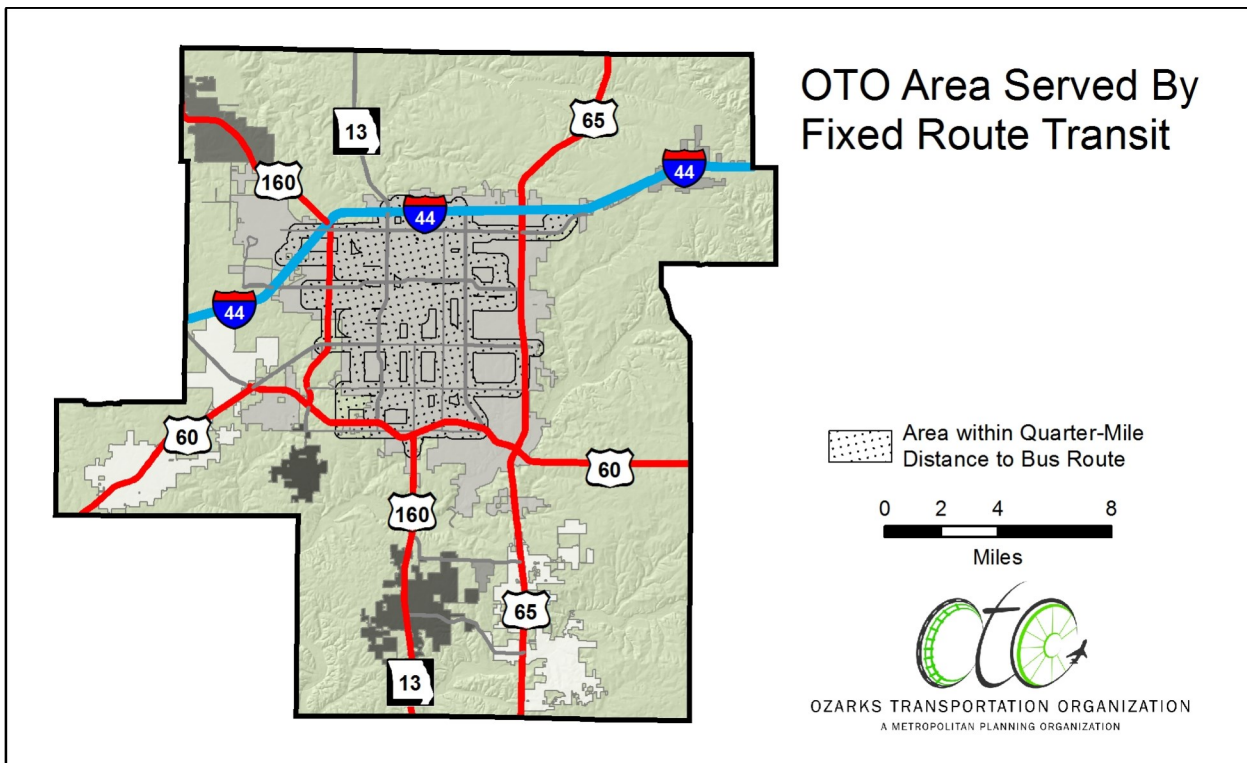 OTO Area Served By
Fixed Route Transit
13
65
44
160
44
44
60
60
160
65
13
Area within Quarter-Mile
Distance to Bus Route
0 2 4 8
Miles
OZARKS TRANSPORTATION ORGANIZATION
A METROPOLITAN PLANNING ORGANIZATION